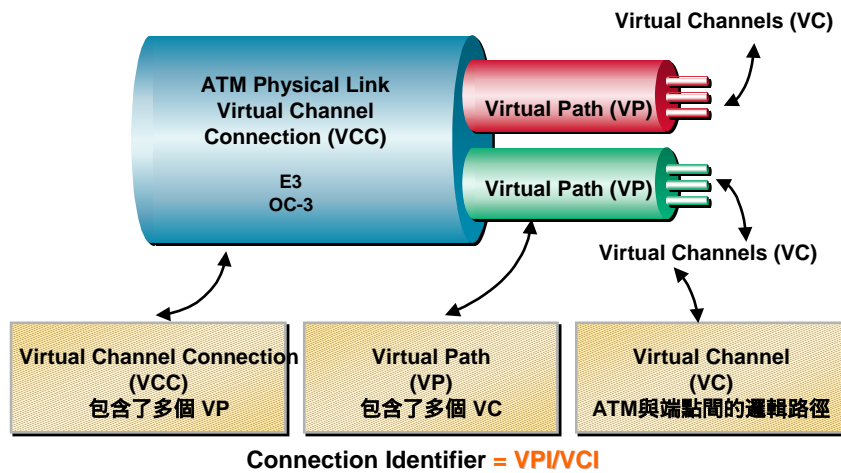 Virtual Channels (VC)
ATM Physical Link
Virtual Channel
Connection (VCC)
E3
OC-3
Virtual Path (VP)
Virtual Path (VP)
Virtual Channels (VC)
Virtual Channel Connection
(VCC)
包含了多個 VP
Virtual Path
(VP)
包含了多個 VC
Virtual Channel
(VC)
ATM與端點間的邏輯路徑
Connection Identifier = VPI/VCI